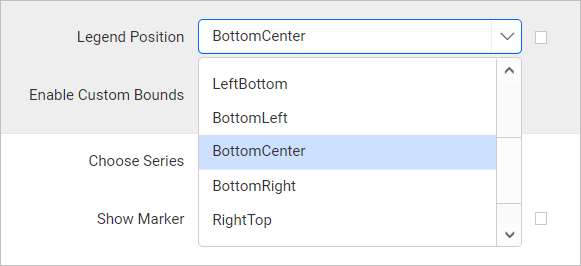 Legend Position BottomCenter
LeftBottom
Enable Custom Bounds
BottomLeft
BottomCenter
Choose Series
BottomRight
Show Marker RightTop